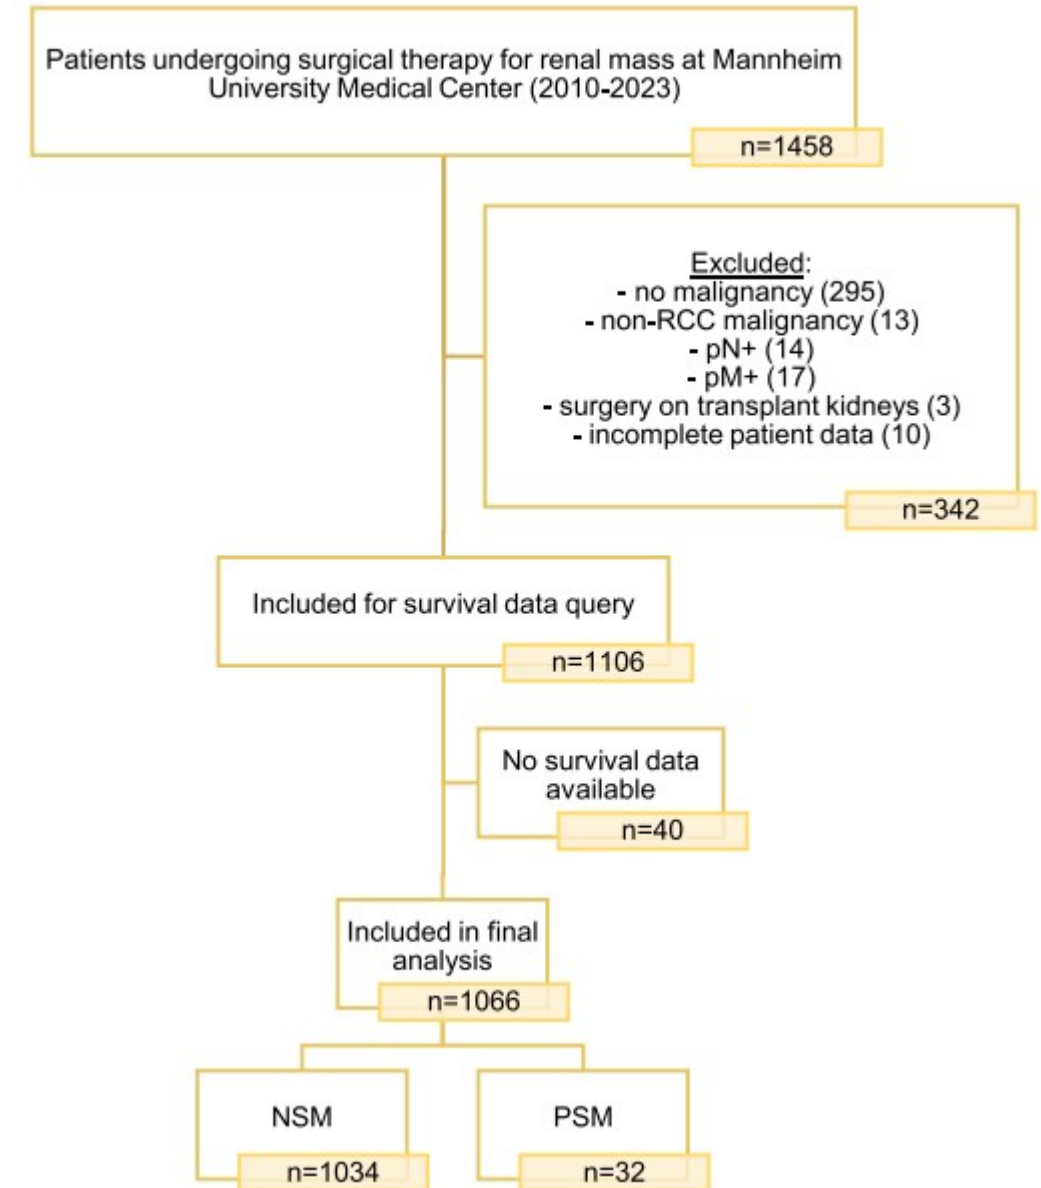 Patients undergoing surgical therapy for renal mass at Mannheim
University Medical Center (2010-2023)
n=1458
Excluded:
- no malignancy (295)
- non-RCC malignancy (13)
- pN+ (14)
- pM+ (17)
- surgery on transplant kidneys (3)
- incomplete patient data (10)
n=342
Included for survival data query
n=1106
No survival data
available
n=40
Included in final
analysis
n=1066
NSM
n=1034
PSM
n=32